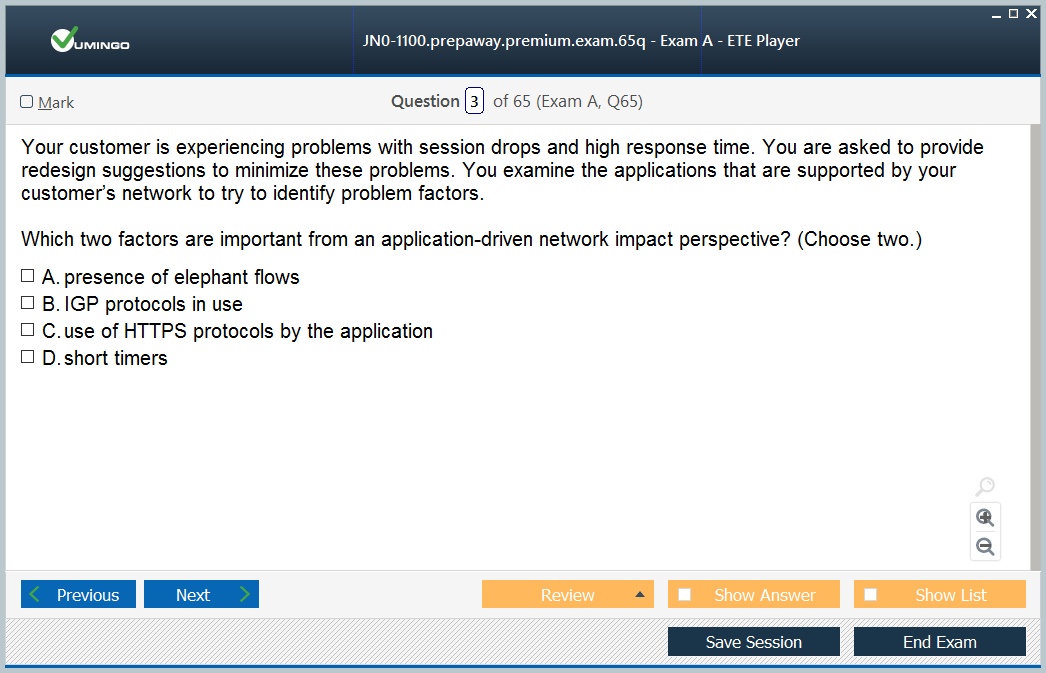 VUMINGO
JN0-1100.prepaway.premium.exam.65q - Exam A - ETE Player
Mark
Question 3 of 65 (Exam A, Q65)
Your customer is experiencing problems with session drops and high response time. You are asked to provide
redesign suggestions to minimize these problems. You examine the applications that are supported by your
customer’s network to try to identify problem factors.
Which two factors are important from an application-driven network impact perspective? (Choose two.)
A. presence of elephant flows
B. IGP protocols in use
C. use of HTTPS protocols by the application
D. short timers
Previous Next Review Show Answer Show List
Save Session End Exam